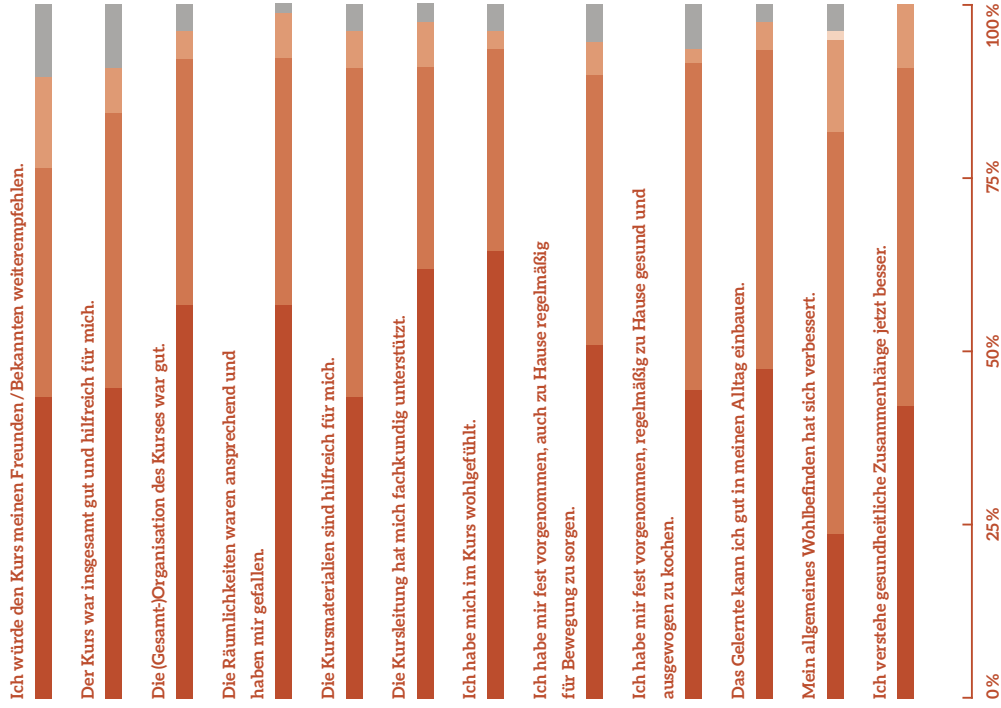 Ich würde den Kurs meinen Freunden / Bekannten weiterempfehlen.
Der Kurs war insgesamt gut und hilfreich für mich.
Die (Gesamt-)Organisation des Kurses war gut.
Die Räumlichkeiten waren ansprechend und
haben mir gefallen.
Die Kursmaterialien sind hilfreich für mich.
Die Kursleitung hat mich fachkundig unterstützt.
Ich habe mich im Kurs wohlgefühlt.
Ich habe mir fest vorgenommen, auch zu Hause regelmäßig
für Bewegung zu sorgen.
Ich habe mir fest vorgenommen, regelmäßig zu Hause gesund und
ausgewogen zu kochen.
Das Gelernte kann ich gut in meinen Alltag einbauen.
Mein allgemeines Wohlbefinden hat sich verbessert.
Ich verstehe gesundheitliche Zusammenhänge jetzt besser.
0 %
25%
50%
75%
100%